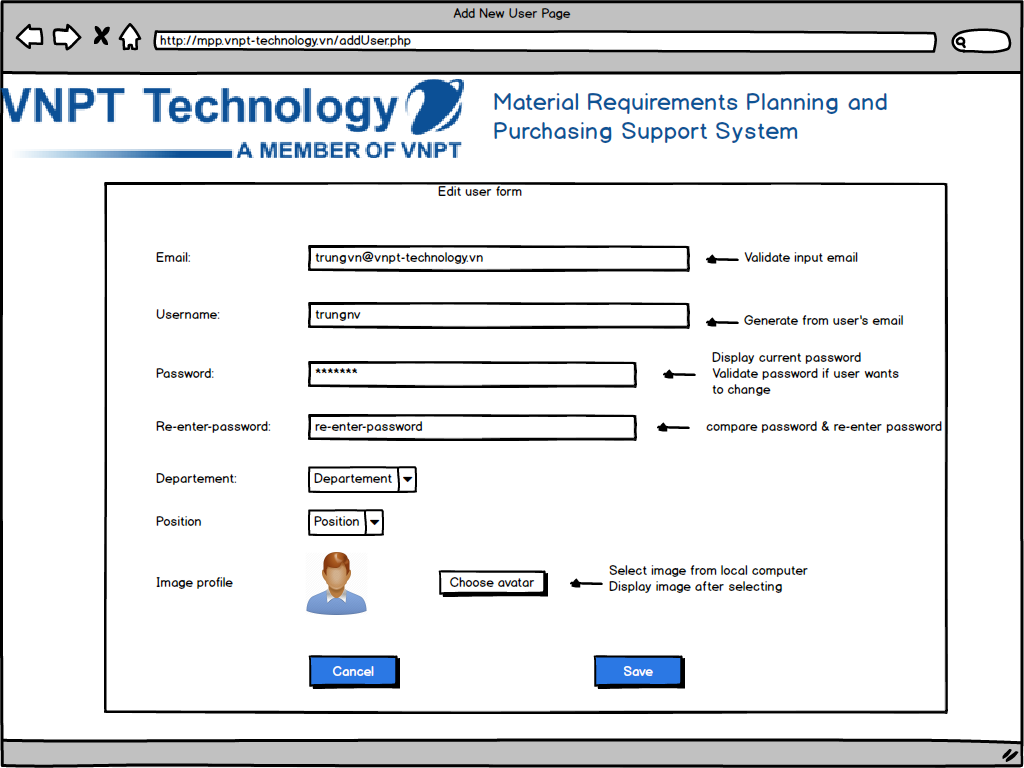 Add New User Page
http://mpp.vnpt-technology.vn/addUser.php
VNPT Technology
A MEMBER OF VNPT
Material Requirements Planning and
Purchasing Support System
Edit user form
Email:
trungvn@vnpt-technology.vn
Validate input email
Username:
trungnv
Generate from user's email
Password:
*******
Display current password
Validate password if user wants
to change
Re-enter-password:
re-enter-password
compare password & re-enter password
Departement:
Departement
Position
Position
Image profile
Choose avatar
Select image from local computer
Display image after selecting
Cancel
Save